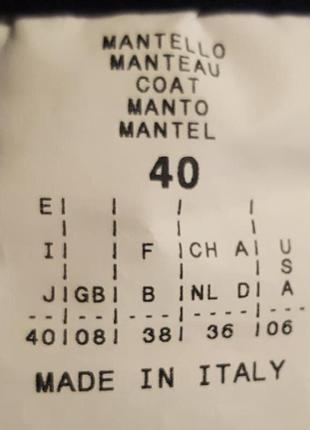 MANTELLO
MANTEAU
COAT
MANTO
MANTEL
40
E | | | |
I | | F | CH A | U S A
J | GB | B | NL D |
40 | 08 | 38 | 36 | 06
MADE IN ITALY